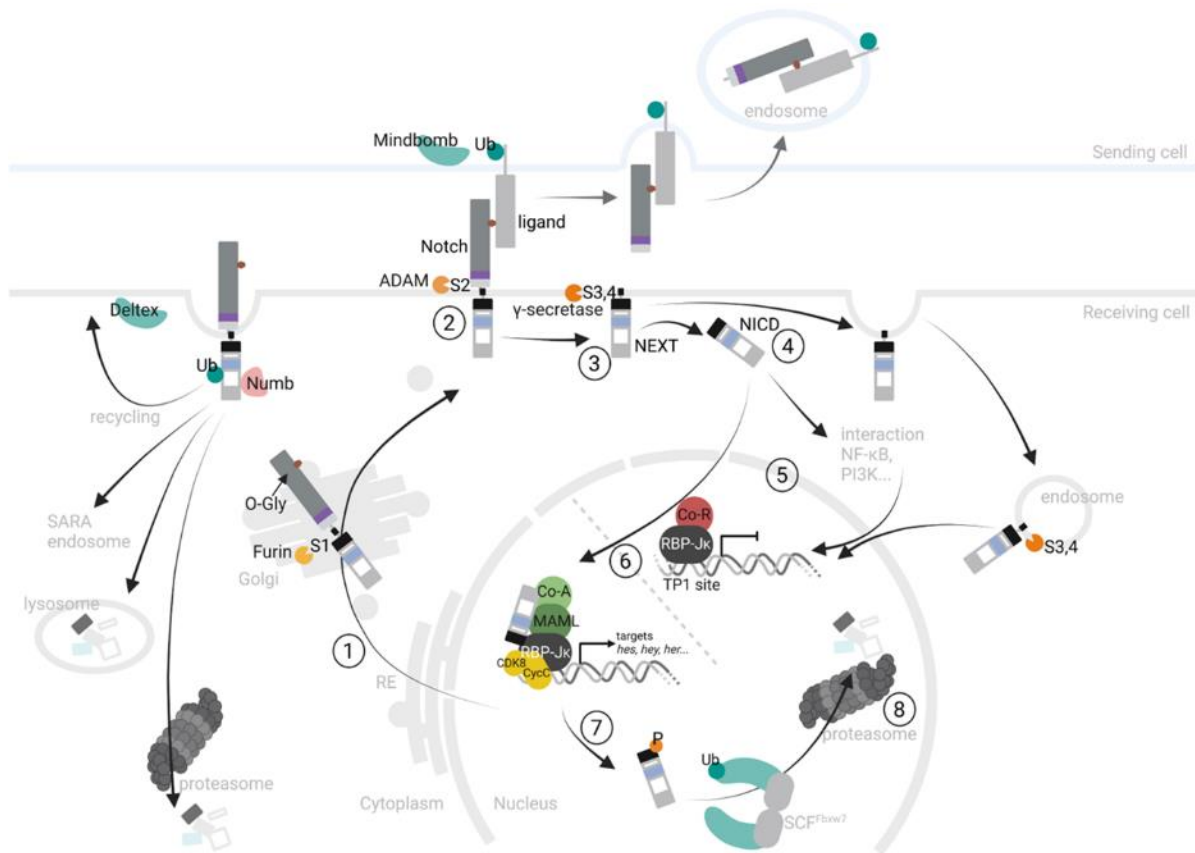 endosome
Mindbomb
Ub
Sending cell
ligand
Notch
ADAM
S2
S3,4
γ-secretase
Deltex
Receiving cell
2
3
NEXT
NICD
4
Ub
Numb
recycling
interaction
NF-κB,
PI3K...
5
endosome
O-Gly
SARA
endosome
Furin
S1
Golgi
Co-R
RBP-Jκ
TP1 site
6
S3,4
lysosome
Co-A
MAML
RBP-Jκ
CDK8
CycC
targets
hes, hey, her...
1
RE
7
8
proteasome
P
proteasome
Ub
Cytoplasm
Nucleus
SCFFbxw7